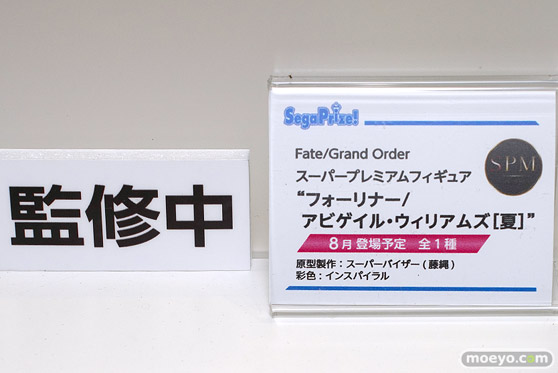 監修中
SegaPrize!
Fate/Grand Order
スーパープレミアムフィギュア
SPM
“フォーリナー/
アビゲイル・ウィリアムズ[夏]”
8月登場予定 全1種
原型製作：スーパーバイザー(藤縄)
彩色：インスパイラル
moeyo.com